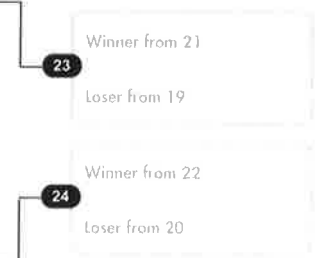 Winner from 21
23
Loser from 19
Winner from 22
24
Loser from 20